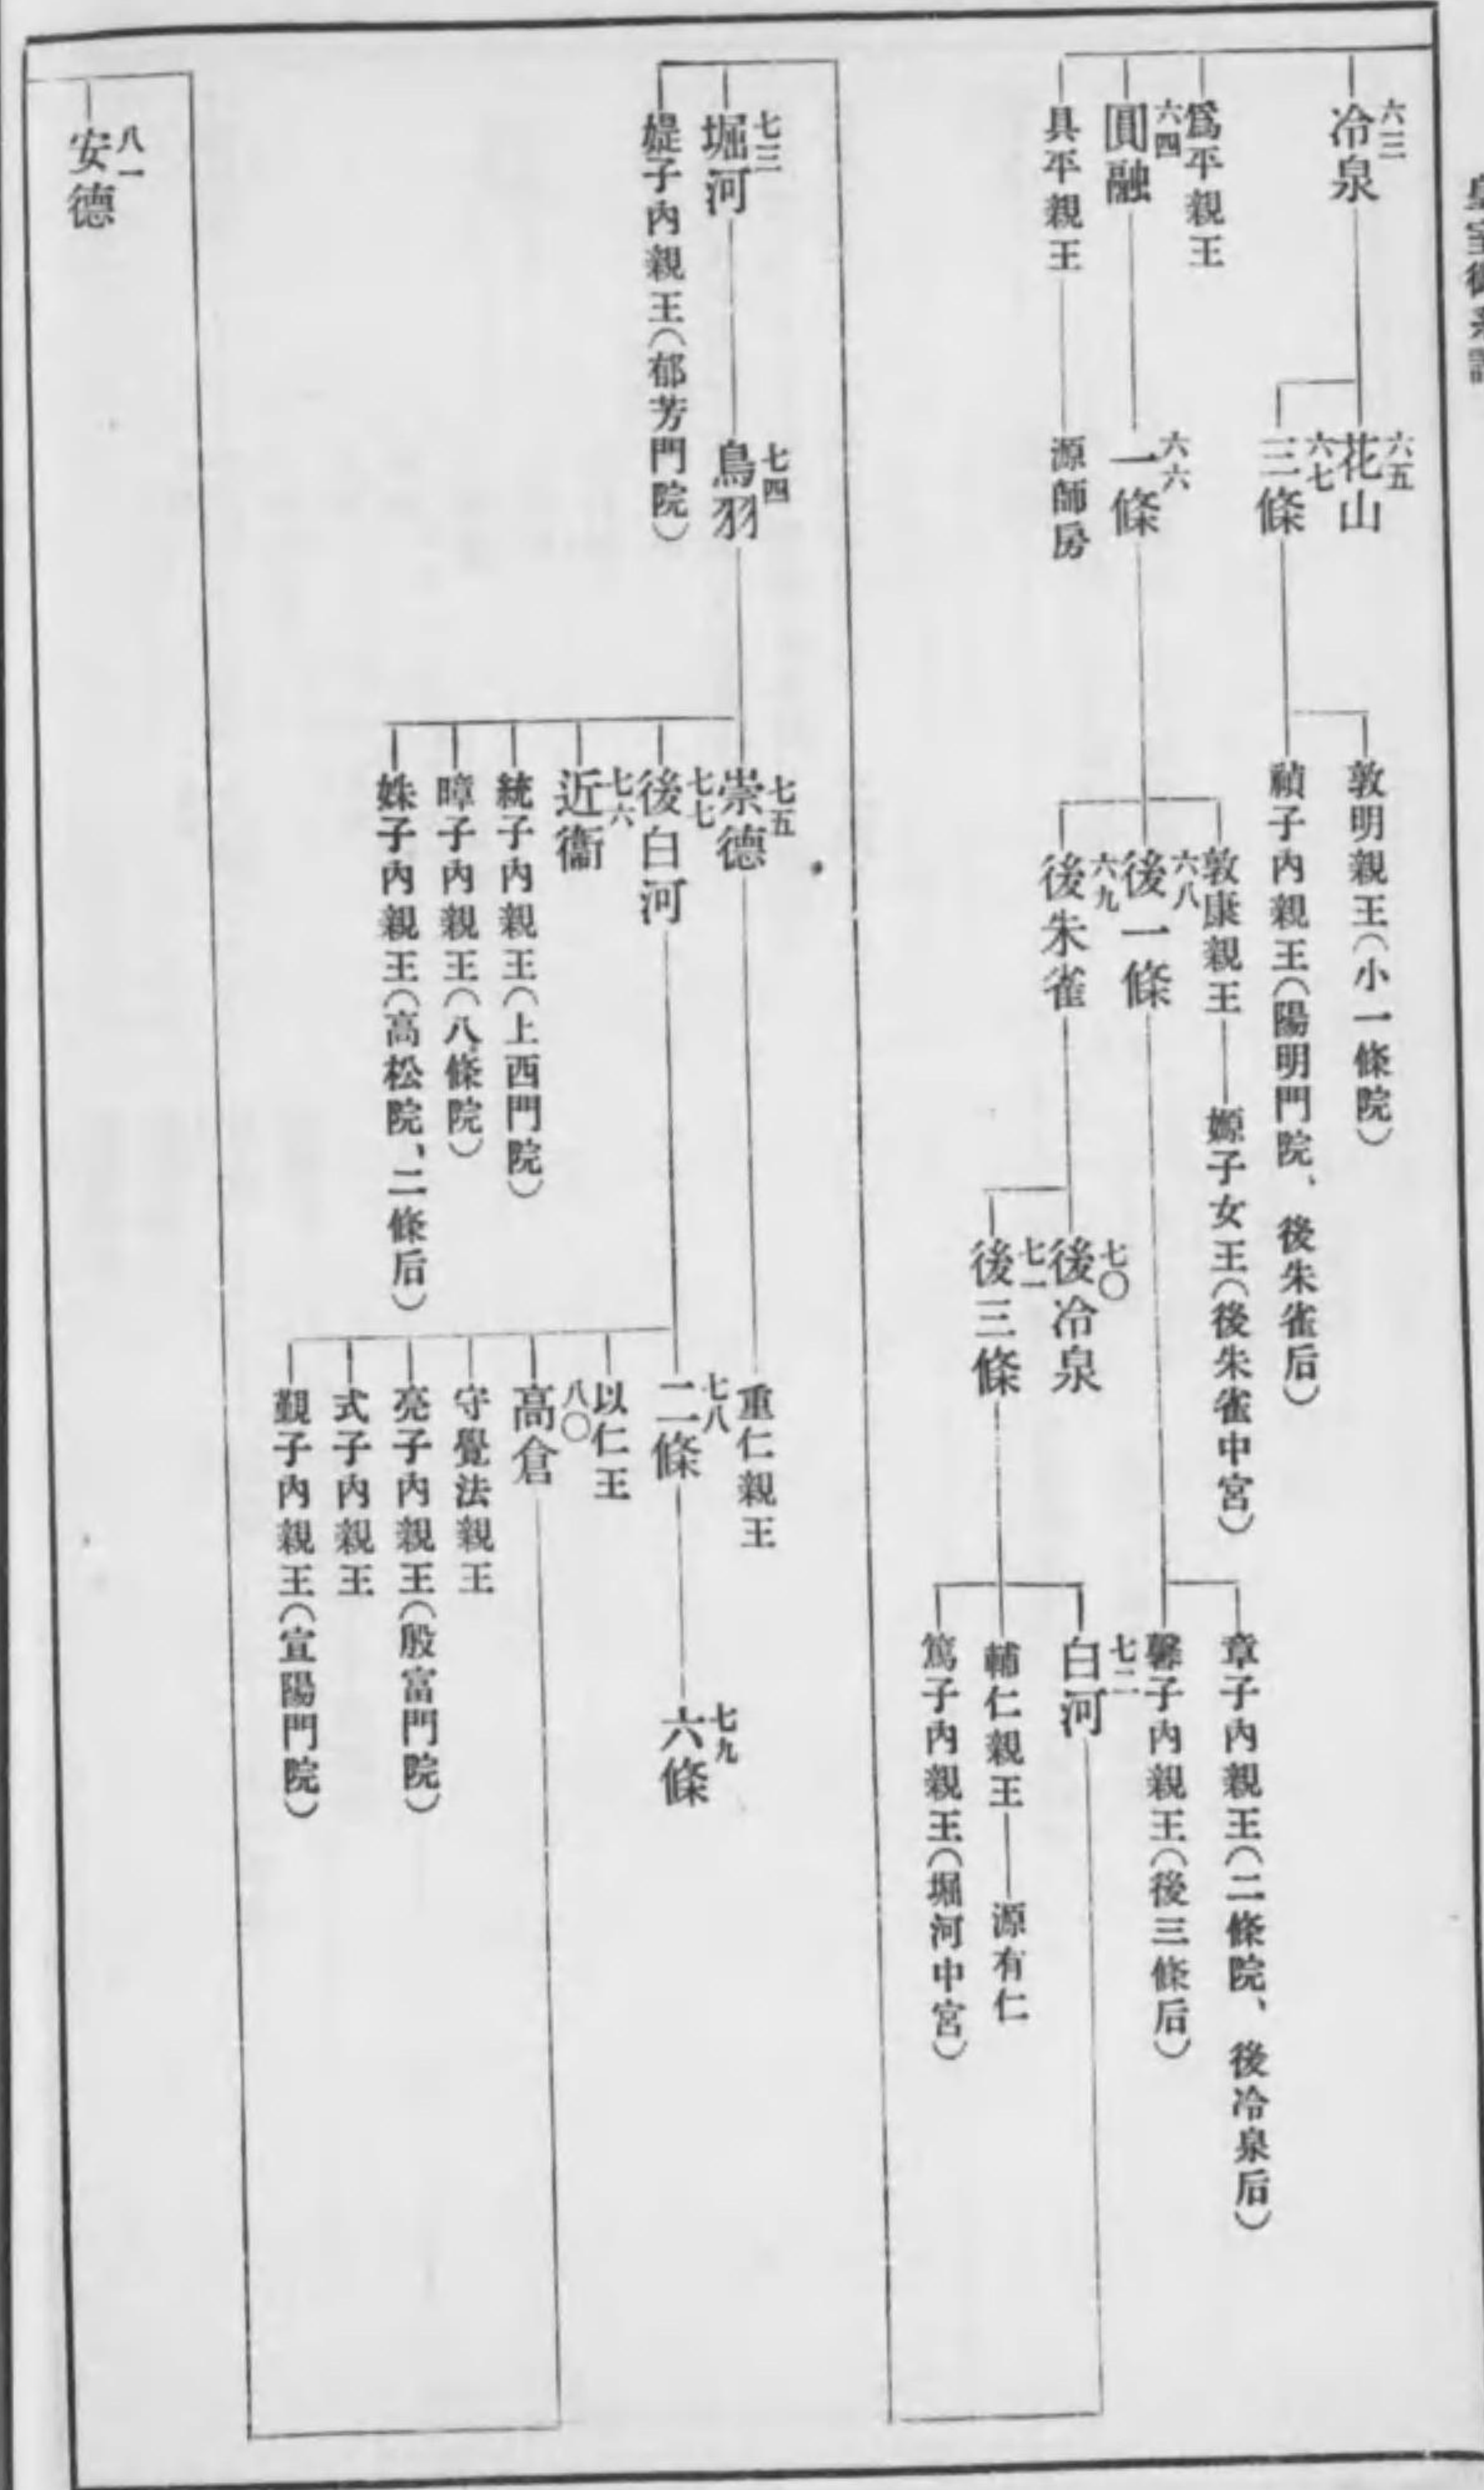 六三
冷泉
六五
花山
六七
三條
敦明親王(小一條院)
禎子內親王(陽明門院、後朱雀后)
爲平親王
六四
圓融
六六
一條
敦康親王
嫄子女王(後朱雀中宮)
六八
後一條
章子內親王(二條院、後冷泉后)
馨子內親王(後三條后)
六九
後朱雀
七〇
後冷泉
七一
後三條
七二
白河
輔仁親王
源有仁
篤子內親王(堀河中宮)
具平親王
源師房
七三
堀河
七四
鳥羽
七五
崇德
重仁親王
七七
後白河
七八
二條
七九
六條
以仁王
八〇
高倉
守覺法親王
亮子內親王(殷富門院)
式子內親王
覲子內親王(宣陽門院)
七六
近衞
統子內親王(上西門院)
暲子內親王(八條院)
姝子內親王(高松院、二條后)
媞子內親王(郁芳門院)
八一
安德